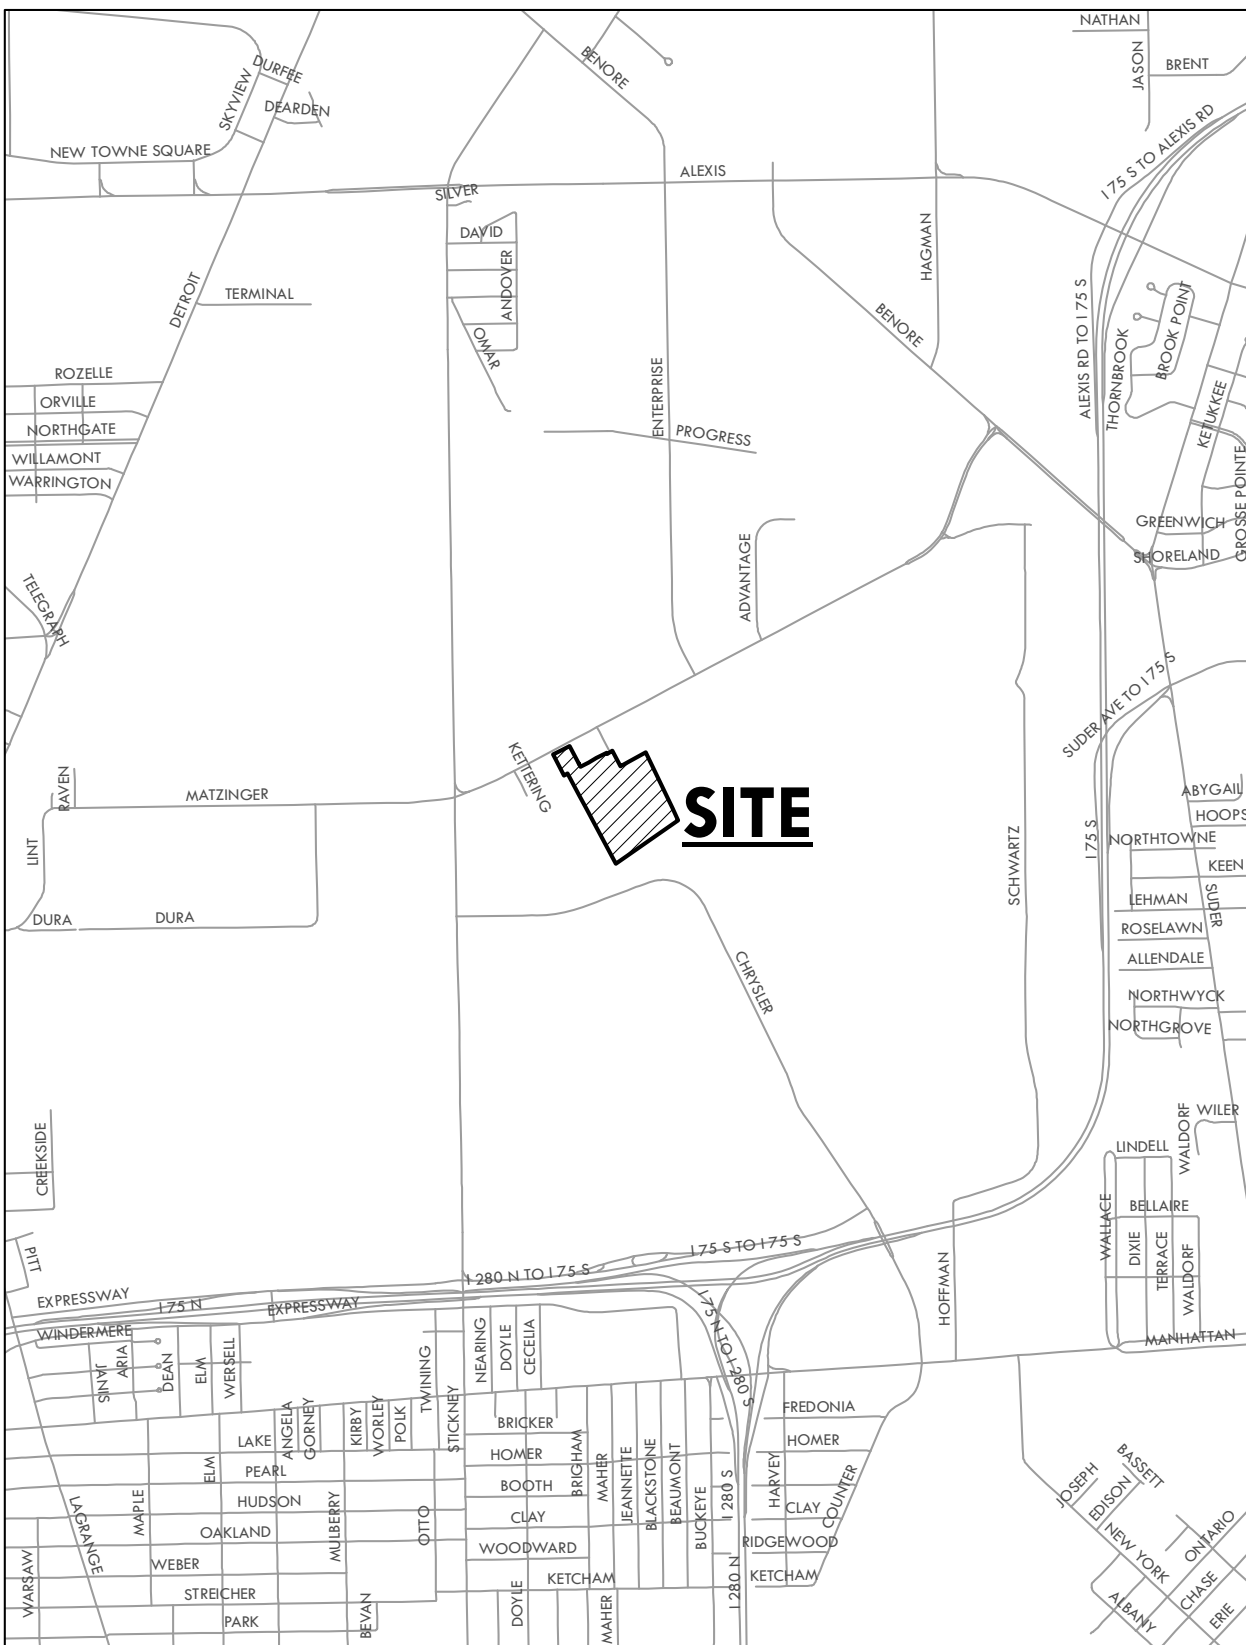 NATHAN
JASON
BRENT
BENORE
DURFEE
SKYVIEW
DEARDEN
NEW TOWNE SQUARE
I 75 S TO ALEXIS RD
ALEXIS
SILVER
DAVID
HAGMAN
ANDOVER
DETROIT
TERMINAL
OMAR
BENORE
ALEXIS RD TO I 75 S
THORNBROOK
BROOK POINT
ROZELLE
ORVILLE
NORTHGATE
WILLAMONT
WARRINGTON
ENTERPRISE
PROGRESS
KETUKKEE
GROSSE POINTE
GREENWICH
SHORELAND
TELEGRAPH
ADVANTAGE
SUDER AVE TO I 75 S
KETTERING
RAVEN
MATZINGER
SITE
ABYGAIL
HOOPS
I 75 S
NORTHTOWNE
LINT
SCHWARTZ
KEEN
SUDER
LEHMAN
DURA
DURA
ROSELAWN
ALLENDALE
CHRYSLER
NORTHWYCK
NORTHGROVE
CREEKSIDE
WALDORF
WILER
LINDELL
WALLACE
BELLAIRE
DIXIE
TERRACE
WALDORF
PITT
I 75 S TO I 75 S
I 280 N TO I 75 S
HOFFMAN
EXPRESSWAY
I 75 N
EXPRESSWAY
I 75 N TO I 280 S
WINDERMERE
MANHATTAN
JANIS
ARIA
DEAN
ELM
WERSELL
NEARING
DOYLE
CECELIA
TWINING
STICKNEY
ANGELA
GORNEY
KIRBY
WORLEY
POLK
FREDONIA
LAKE
BRICKER
HOMER
HOMER
ELM
PEARL
BOOTH
BRIGHAM
MAHER
JEANNETTE
BLACKSTONE
BEAUMONT
BUCKEYE
I 280 S
HARVEY
COUNTER
BASSETT
JOSEPH
EDISON
LAGRANGE
MAPLE
HUDSON
MULBERRY
OTTO
CLAY
CLAY
OAKLAND
WOODWARD
RIDGEWOOD
NEW YORK
ONTARIO
WARSAW
WEBER
KETCHAM
KETCHAM
STREICHER
I 280 N
CHASE
ALBANY
ERIE
PARK
BEVAN
DOYLE
MAHER